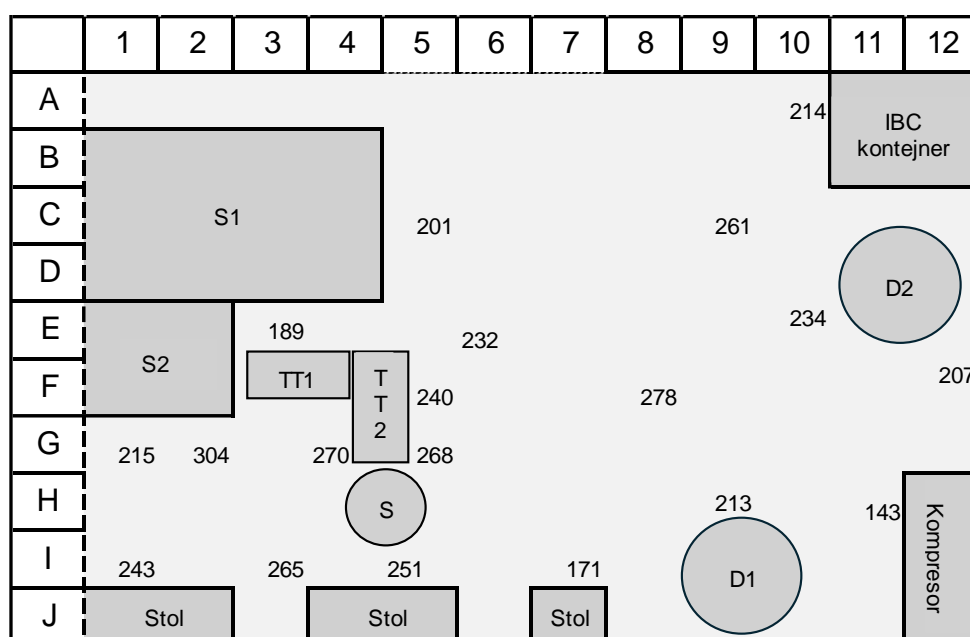 1 2 3 4 5 6 7 8 9 10 11 12
A 214 IBC
kontejner
B
C S1 201 261
D D2
E 189 232 234
F S2 TT1 T
T
2 240 278 207
G 215 304 270 268
H S 213 143 Kompresor
I 243 265 251 171 D1
J Stol Stol Stol